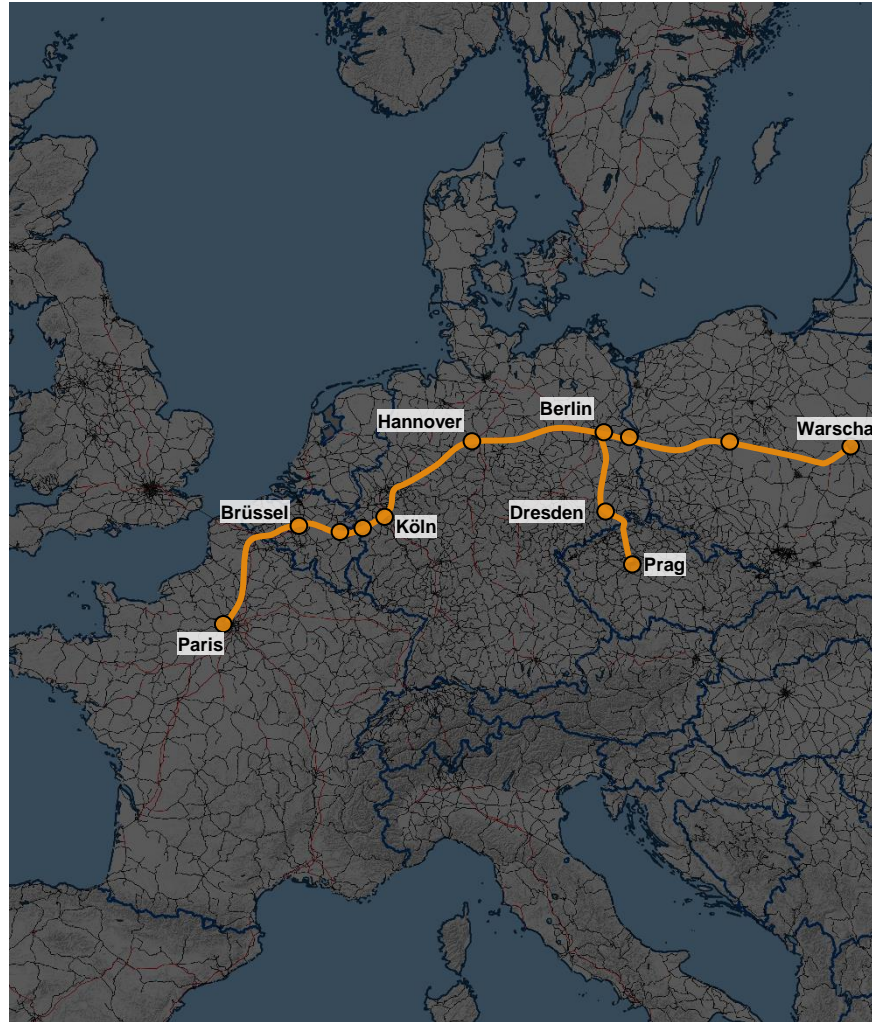 Berlin
Hannover
Warscha
Brüssel
Köln
Dresden
Prag
Paris